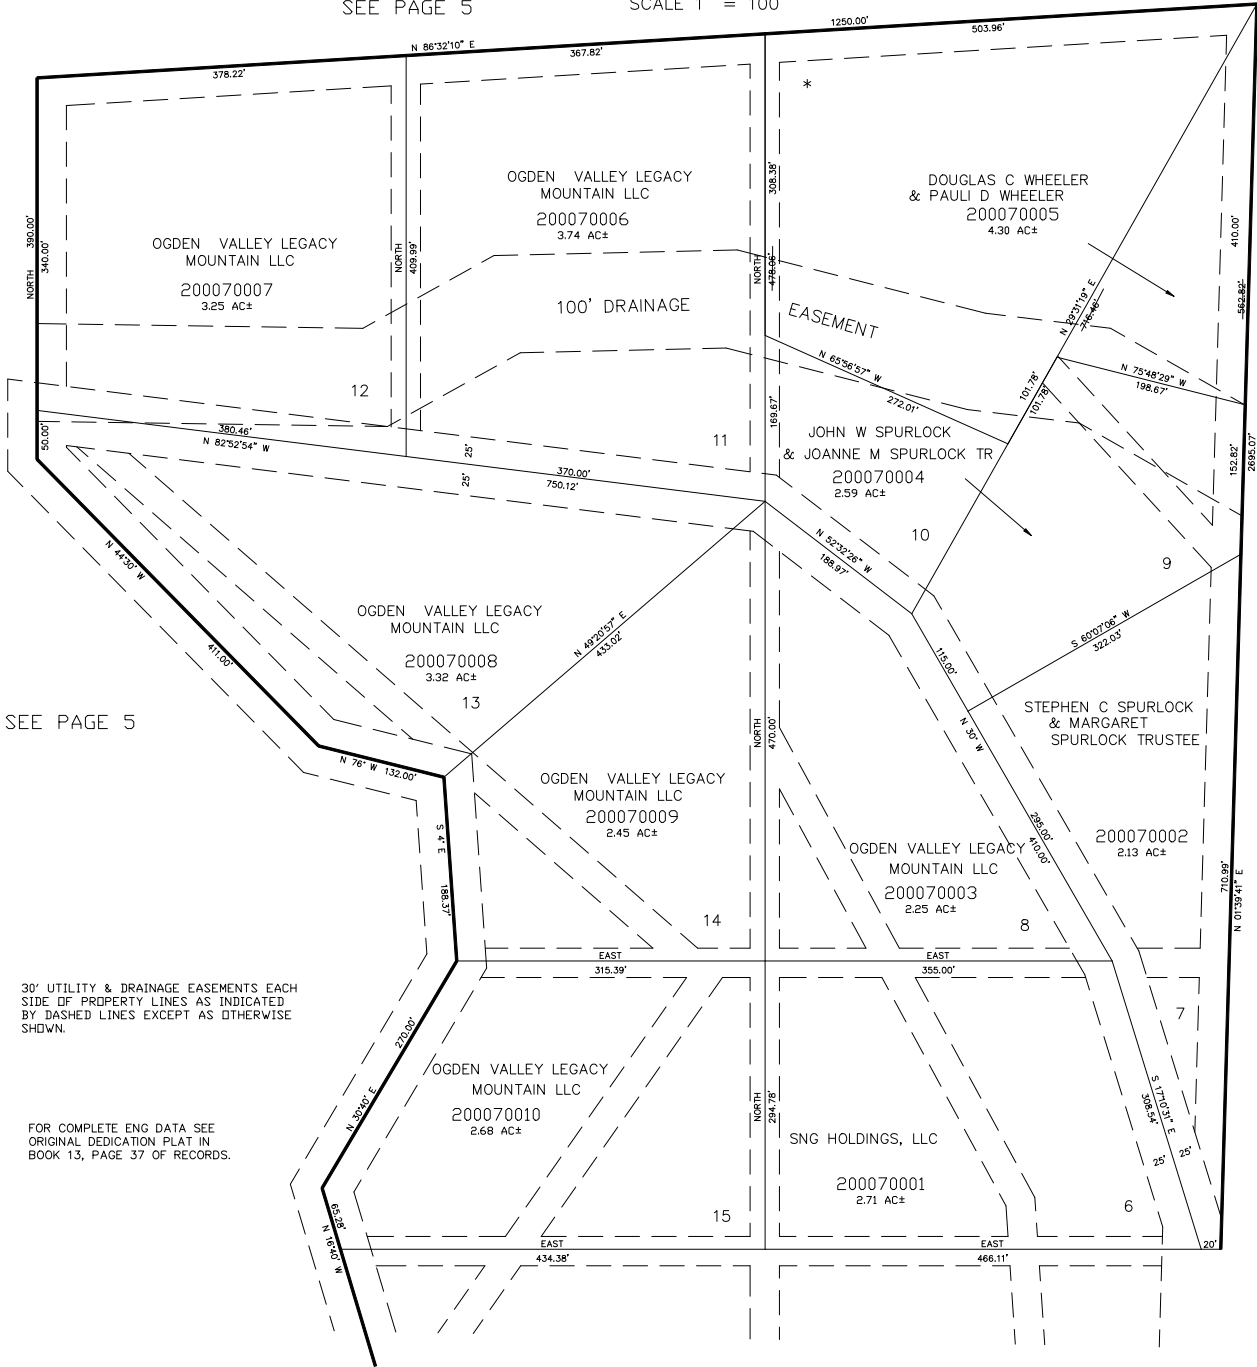 SEE PAGE 5
SCALE 1" = 100'
1250.00'
N 86°32'10" E
378.22'
367.82'
503.96'
*
NORTH 390.00'
340.00'
50.00'
OGDEN VALLEY LEGACY
MOUNTAIN LLC
200070007
3.25 AC±
12
NORTH
409.99'
OGDEN VALLEY LEGACY
MOUNTAIN LLC
200070006
3.74 AC±
11
308.38'
NORTH
478.06'
169.67'
DOUGLAS C WHEELER
& PAULI D WHEELER
200070005
4.30 AC±
410.00'
562.82'
152.82'
2695.07'
100' DRAINAGE
EASEMENT
N 29°31'19" E
716.46'
101.78'
101.78'
N 65°56'57" W
272.01'
N 75°48'29" W
198.67'
380.46'
N 82°52'54" W
25'
25'
370.00'
750.12'
JOHN W SPURLOCK
& JOANNE M SPURLOCK TR
200070004
2.59 AC±
10
9
N 52°32'26" W
188.97'
N 44°30' W
411.00'
OGDEN VALLEY LEGACY
MOUNTAIN LLC
200070008
3.32 AC±
13
N 49°20'57" E
433.02'
115.00'
N 30° W
295.00'
410.00'
S 60°07'06" W
322.03'
SEE PAGE 5
STEPHEN C SPURLOCK
& MARGARET
SPURLOCK TRUSTEE
200070002
2.13 AC±
N 76° W 132.00'
NORTH
470.00'
OGDEN VALLEY LEGACY
MOUNTAIN LLC
200070009
2.45 AC±
14
OGDEN VALLEY LEGACY
MOUNTAIN LLC
200070003
2.25 AC±
8
S 4° E
188.37'
710.99'
N 01°39'41" E
EAST
315.39'
EAST
355.00'
30' UTILITY & DRAINAGE EASEMENTS EACH
SIDE OF PROPERTY LINES AS INDICATED
BY DASHED LINES EXCEPT AS OTHERWISE
SHOWN.
7
270.00'
N 30°40' E
OGDEN VALLEY LEGACY
MOUNTAIN LLC
200070010
2.68 AC±
15
NORTH
294.78'
SNG HOLDINGS, LLC
200070001
2.71 AC±
6
S 17°10'31" E
308.54'
25'
25'
FOR COMPLETE ENG DATA SEE
ORIGINAL DEDICATION PLAT IN
BOOK 13, PAGE 37 OF RECORDS.
65.28'
N 16°40' W
EAST
434.38'
EAST
466.11'
20'